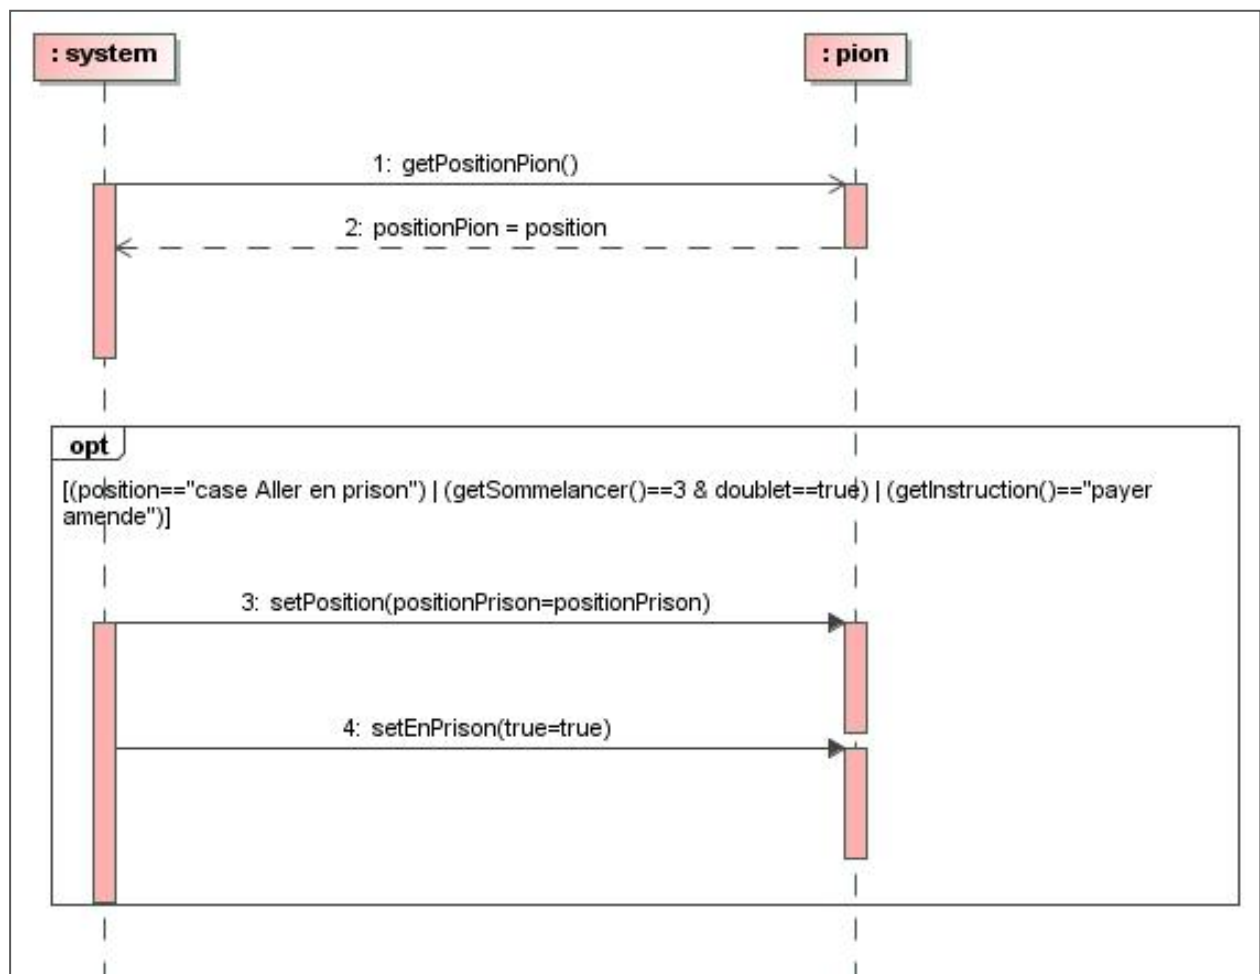 : system
: pion
1: getPositionPion()
2: positionPion = position
opt
[(position=="case Aller en prison") | (getSommelancer()==3 & doublet==true) | (getInstruction()=="payer
amende")]
3: setPosition(positionPrison=positionPrison)
4: setEnPrison(true=true)